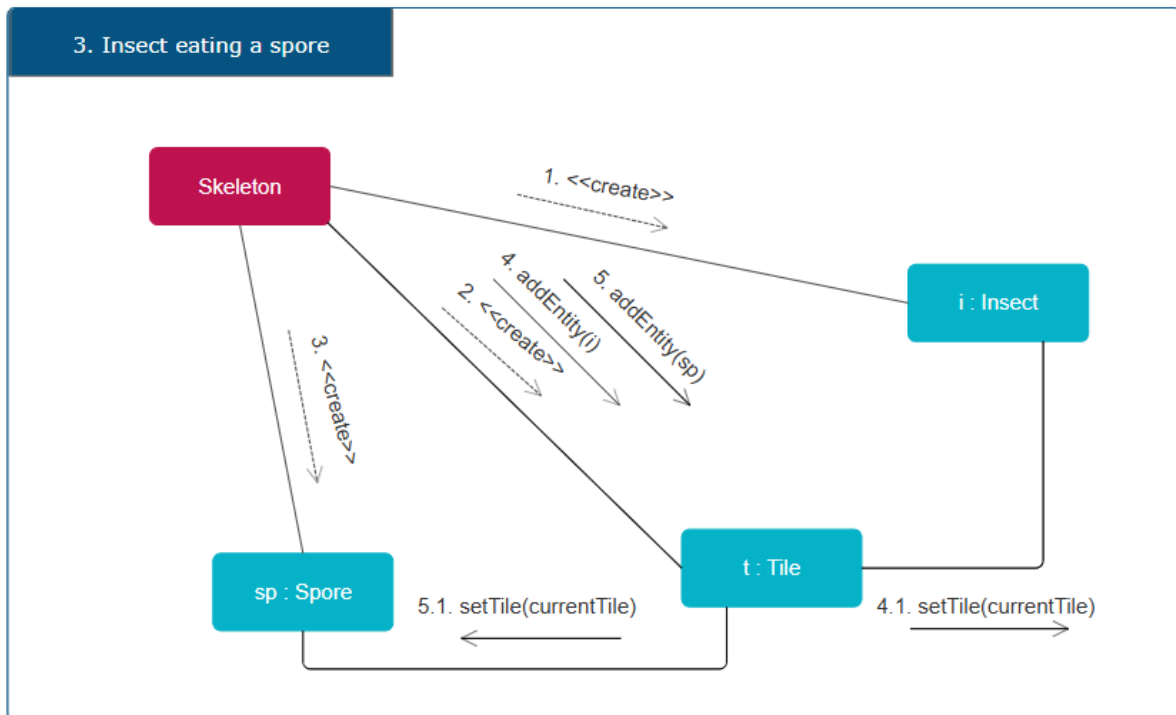 3. Insect eating a spore
Skeleton
1. <<create>>
4. addEntity(i)
5. addEntity(sp)
2. <<create>>
i : Insect
3. <<create>>
t : Tile
sp : Spore
5.1. setTile(currentTile)
4.1. setTile(currentTile)